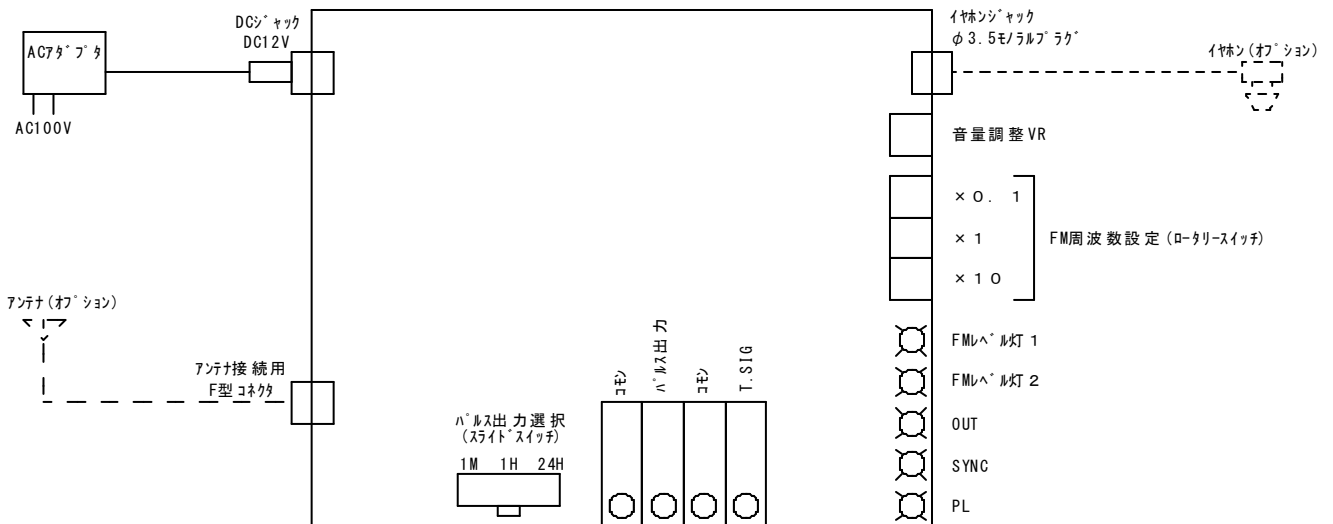 ACｱﾀﾞﾌﾟﾀ
AC100V
DCｼﾞｬｯｸ
DC12V
ｱﾝﾃﾅ(ｵﾌﾟｼｮﾝ)
ｱﾝﾃﾅ接続用
F型ｺﾈｸﾀ
ﾊﾟﾙｽ出力選択
(ｽﾗｲﾄﾞｽｲｯﾁ)
1M 1H 24H
ｺﾓﾝ
ﾊﾟﾙｽ出力
ｺﾓﾝ
T.SIG
ｲﾔﾎﾝｼﾞｬｯｸ
φ3.5ﾓﾉﾗﾙﾌﾟﾗｸﾞ
ｲﾔﾎﾝ(ｵﾌﾟｼｮﾝ)
音量調整VR
×０．１
×１
×１０
FM周波数設定(ﾛｰﾀﾘｰｽｲｯﾁ)
FMﾚﾍﾞﾙ灯1
FMﾚﾍﾞﾙ灯2
OUT
SYNC
PL